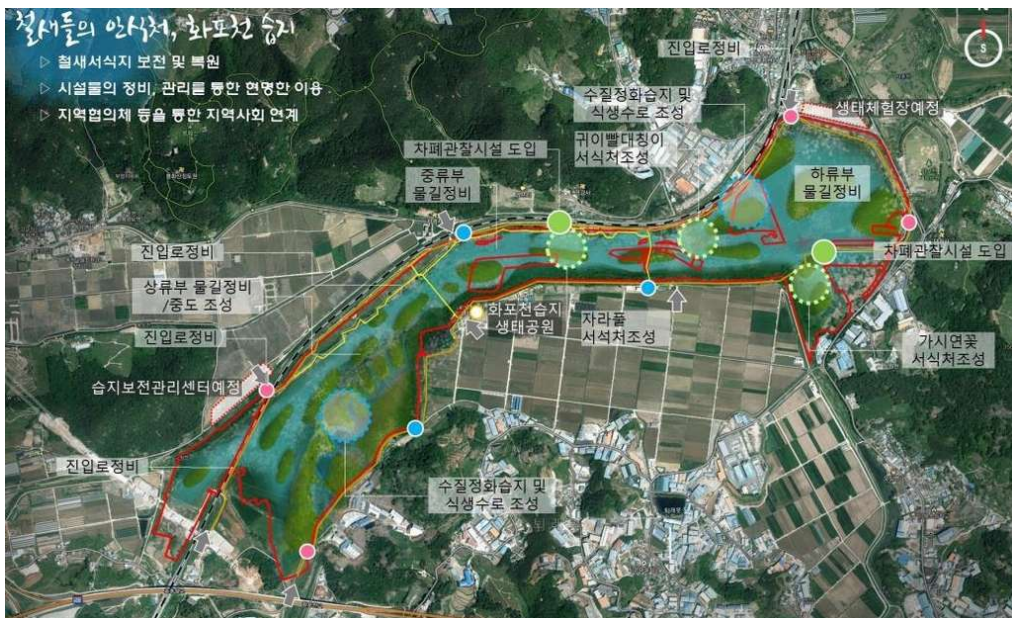 철새들의 안식처, 화포천 습지
▷ 철새서식지 보전 및 복원
▷ 시설물의 정비, 관리를 통한 현명한 이용
▷ 지역협의체 등을 통한 지역사회 연계
진입로정비
S
수질정화습지 및
식생수로 조성
생태체험장예정
귀이빨대칭이
서식처조성
차폐관찰시설 도입
중류부
물길정비
하류부
물길정비
진입로정비
차폐관찰시설 도입
상류부 물길정비
/중도 조성
화포천습지
생태공원
자라풀
서석처조성
가시연꽃
서식처조성
진입로정비
습지보전관리센터예정
진입로정비
수질정화습지 및
식생수로 조성